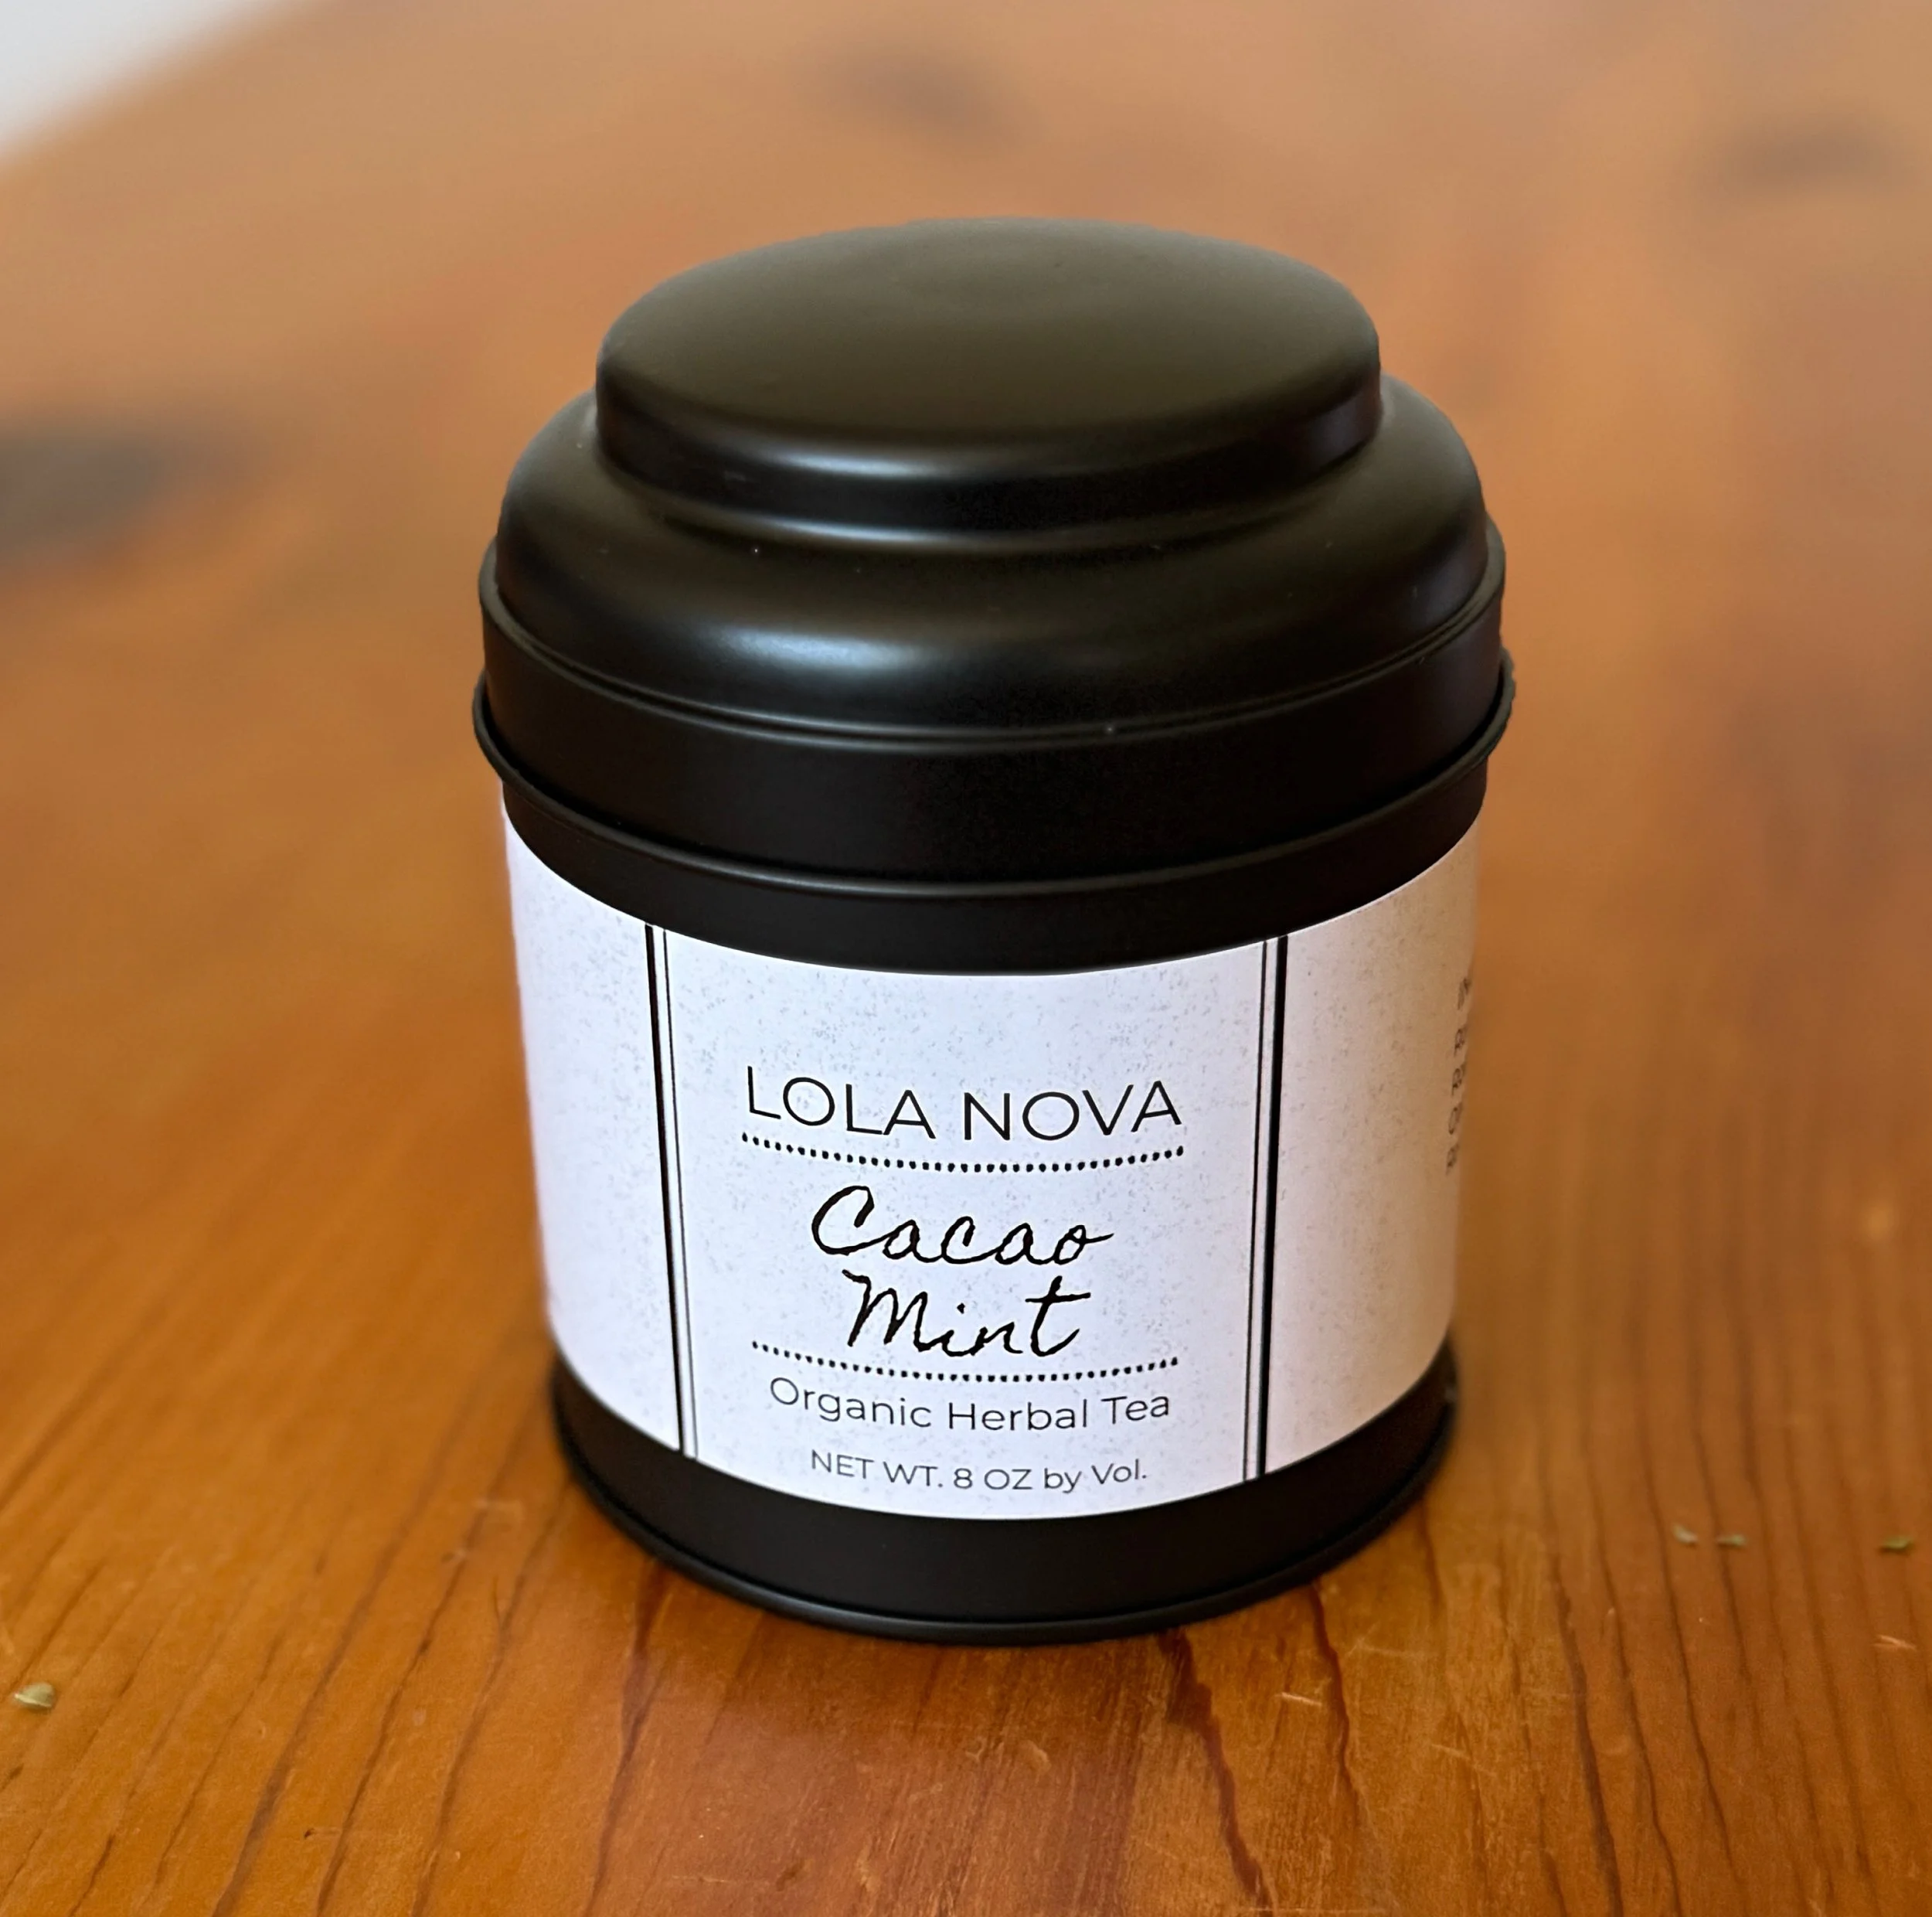 LOLA NOVA
Cacao
Mint
Organic Herbal Tea
NET WT. 8 OZ by Vol.